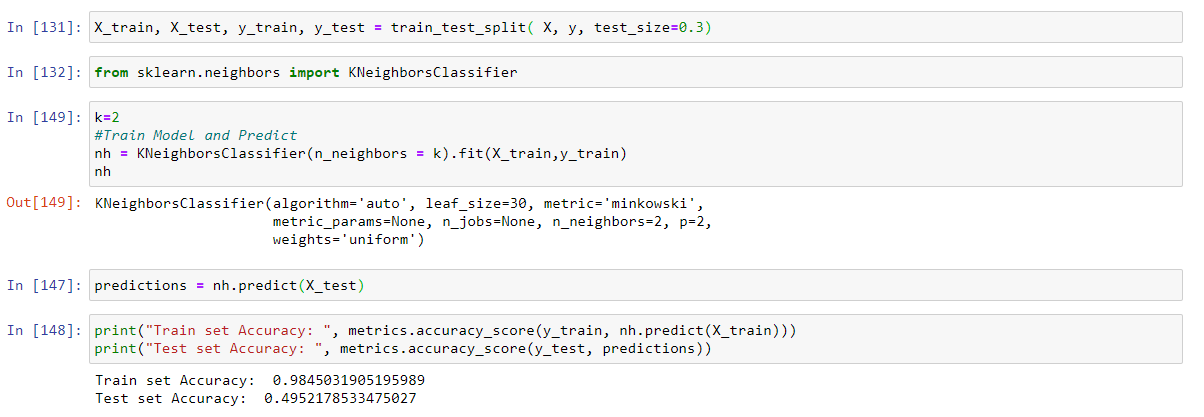 In [131]: X_train, X_test, y_train, y_test = train_test_split( X, y, test_size=0.3)
In [132]: from sklearn.neighbors import KNeighborsClassifier
In [149]: k=2
#Train Model and Predict
nh = KNeighborsClassifier(n_neighbors = k).fit(X_train,y_train)
nh
Out[149]: KNeighborsClassifier(algorithm='auto', leaf_size=30, metric='minkowski',
metric_params=None, n_jobs=None, n_neighbors=2, p=2,
weights='uniform')
In [147]: predictions = nh.predict(X_test)
In [148]: print("Train set Accuracy: ", metrics.accuracy_score(y_train, nh.predict(X_train)))
print("Test set Accuracy: ", metrics.accuracy_score(y_test, predictions))
Train set Accuracy:  0.9845031905195989
Test set Accuracy:  0.4952178533475027